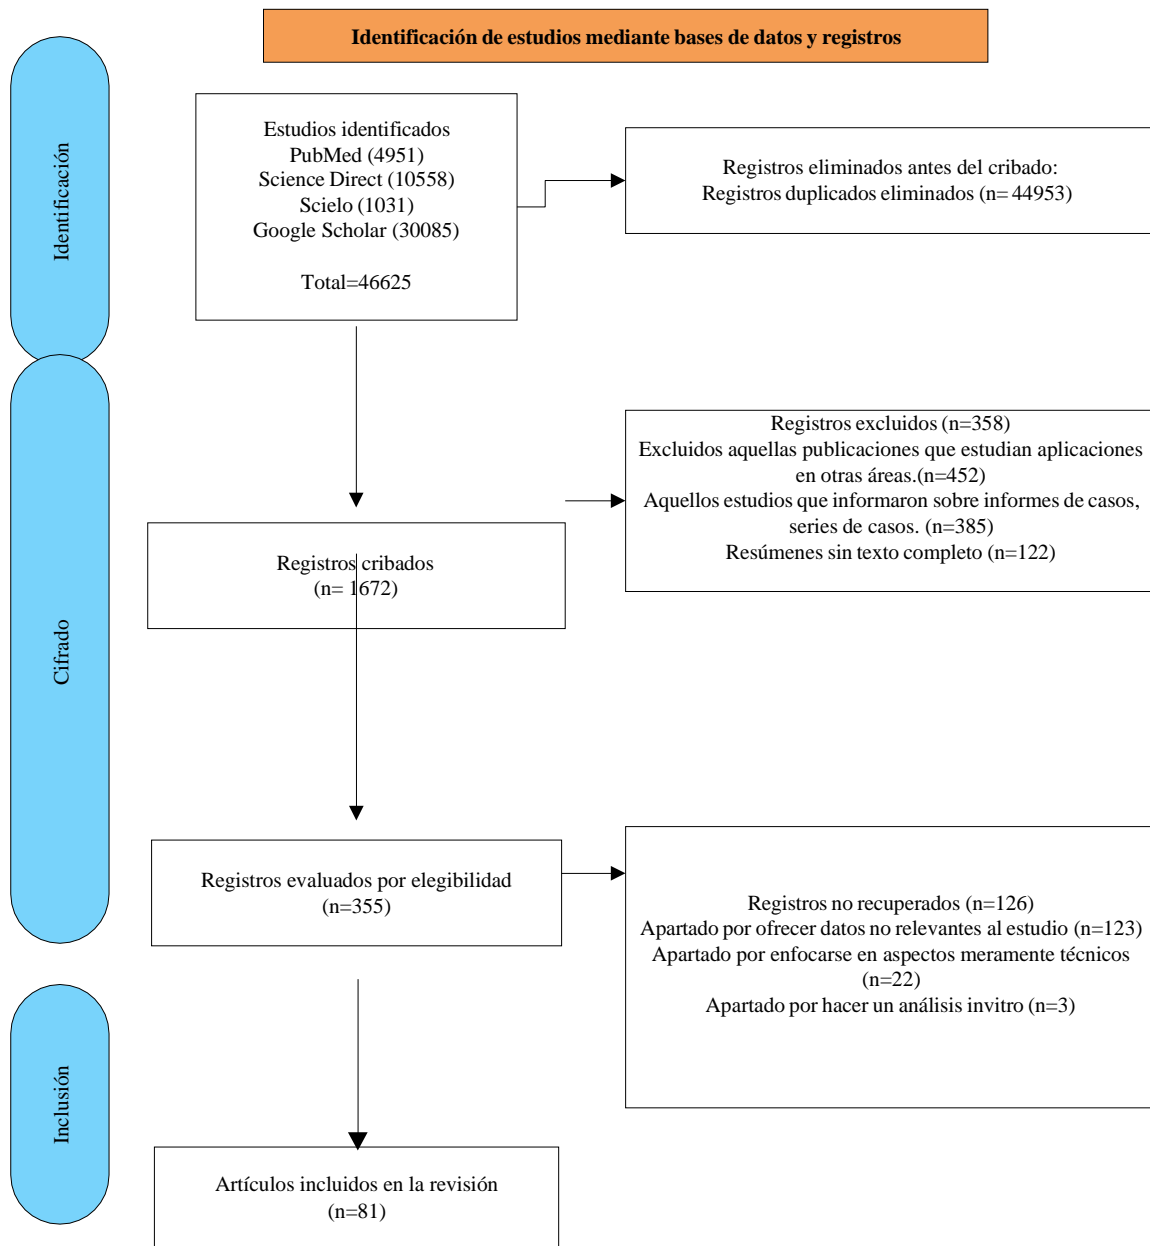 Identificación de estudios mediante bases de datos y registros
Identificación
Estudios identificados
PubMed (4951)
Science Direct (10558)
Scielo (1031)
Google Scholar (30085)
Total=46625
Registros eliminados antes del cribado:
Registros duplicados eliminados (n= 44953)
Cifrado
Registros cribados
(n= 1672)
Registros excluidos (n=358)
Excluidos aquellas publicaciones que estudian aplicaciones
en otras áreas.(n=452)
Aquellos estudios que informaron sobre informes de casos,
series de casos. (n=385)
Resúmenes sin texto completo (n=122)
Registros evaluados por elegibilidad
(n=355)
Registros no recuperados (n=126)
Apartado por ofrecer datos no relevantes al estudio (n=123)
Apartado por enfocarse en aspectos meramente técnicos
(n=22)
Apartado por hacer un análisis invitro (n=3)
Inclusión
Artículos incluidos en la revisión
(n=81)